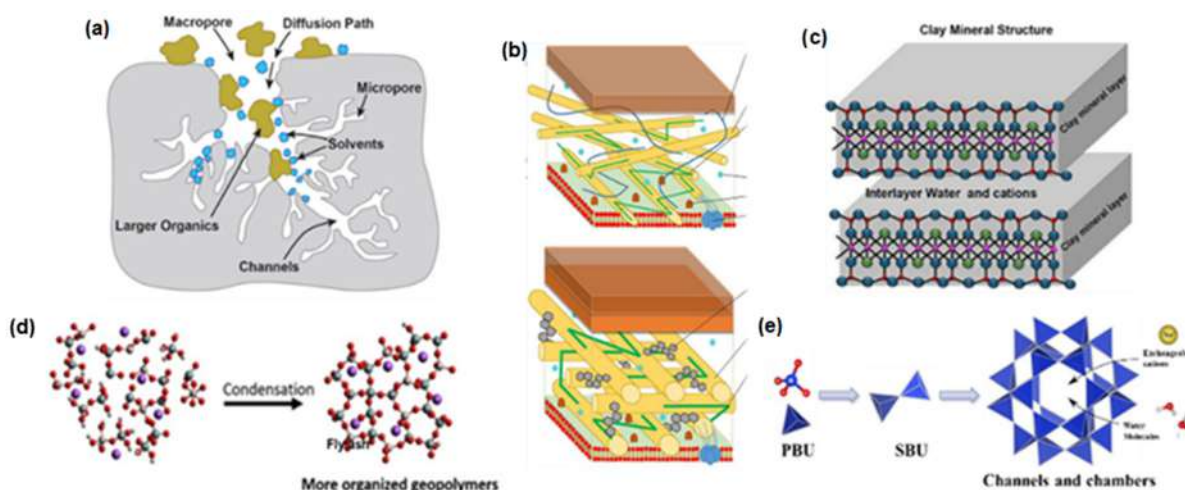 (a)
Macropore
Diffusion Path
Micropore
Solvents
Larger Organics
Channels
(b)
(c)
Clay Mineral Structure
Clay mineral layer
Interlayer Water and cations
Clay mineral layer
(d)
Condensation
Flyash
More organized geopolymers
(e)
PBU
SBU
cations
Water
Molecules
Channels and chambers